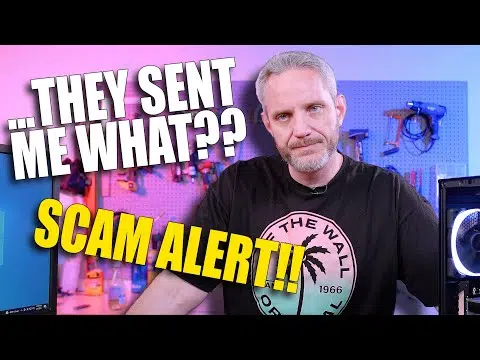 ...THEY SENT
ME WHAT??
SCAM ALERT!!
THE WALL
1966